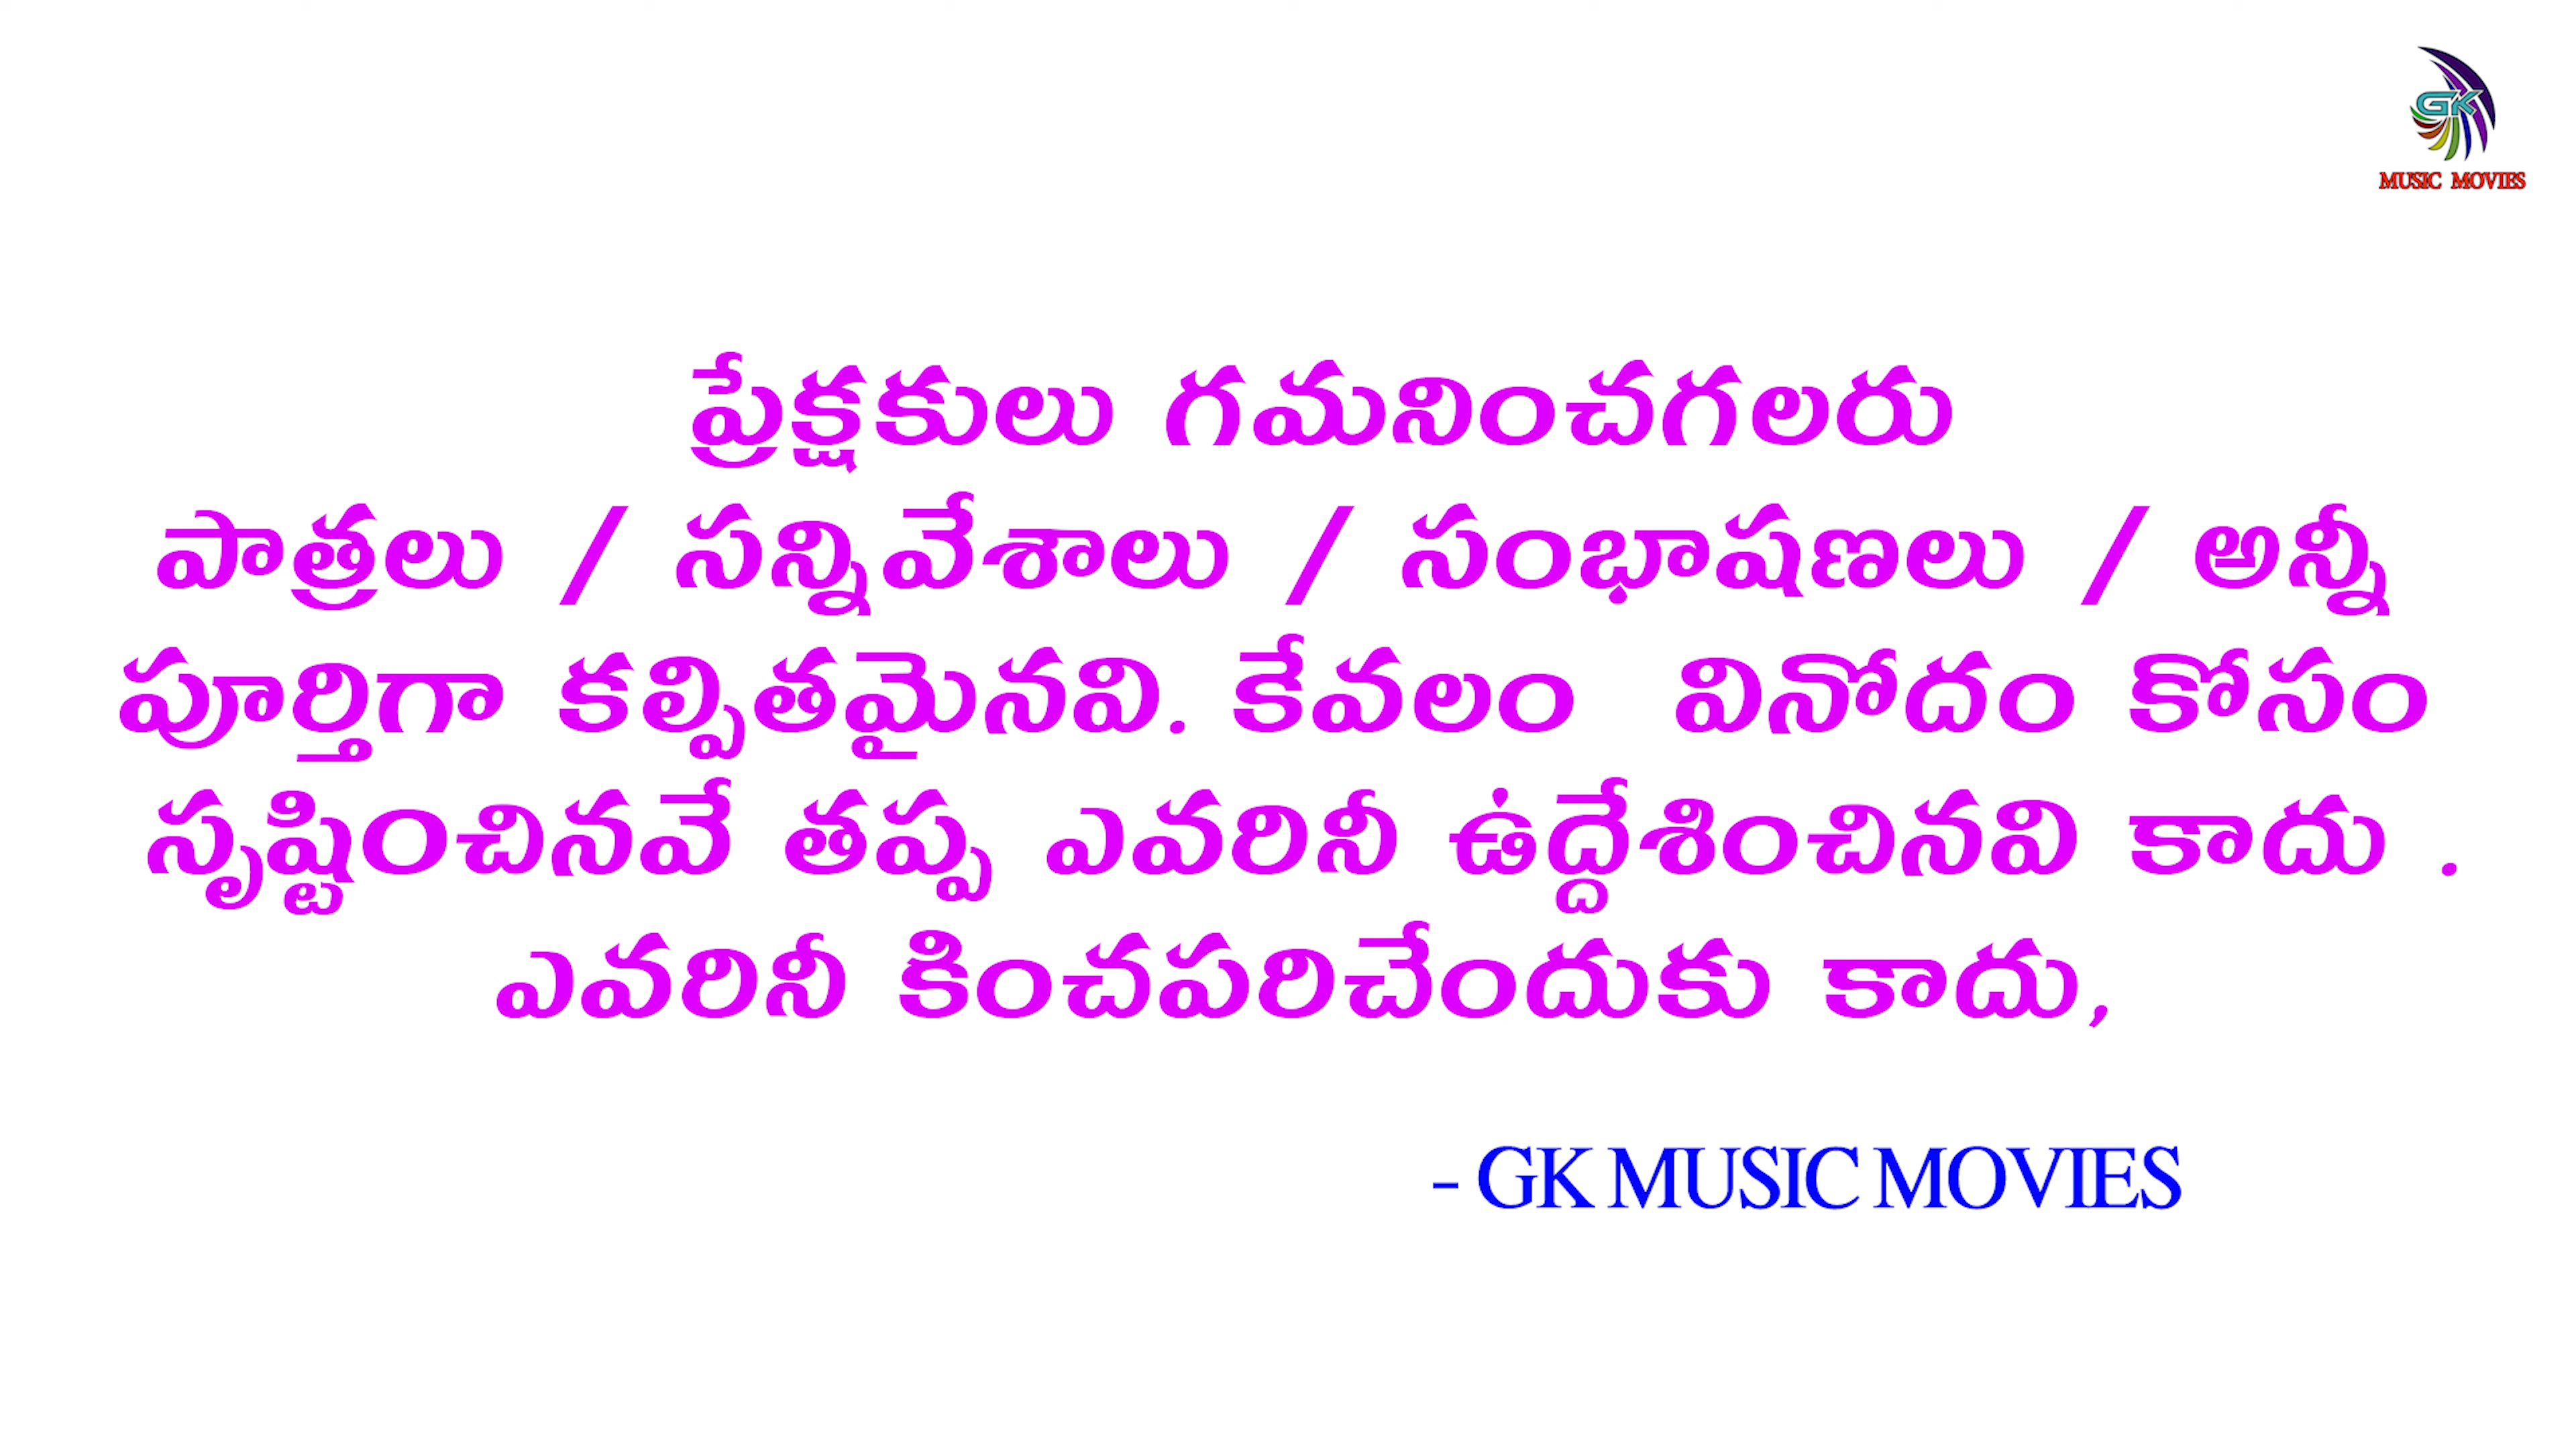 GK
MUSIC MOVIES
ప్రేక్షకులు గమనించగలరు
పాత్రలు / సన్నివేశాలు / సంభాషణలు / అన్నీ
పూర్తిగా కల్పితమైనవి. కేవలం వినోదం కోసం
సృష్టించినవే తప్ప ఎవరినీ ఉద్దేశించినవి కాదు .
ఎవరినీ కించపరిచేందుకు కాదు,
- GK MUSIC MOVIES